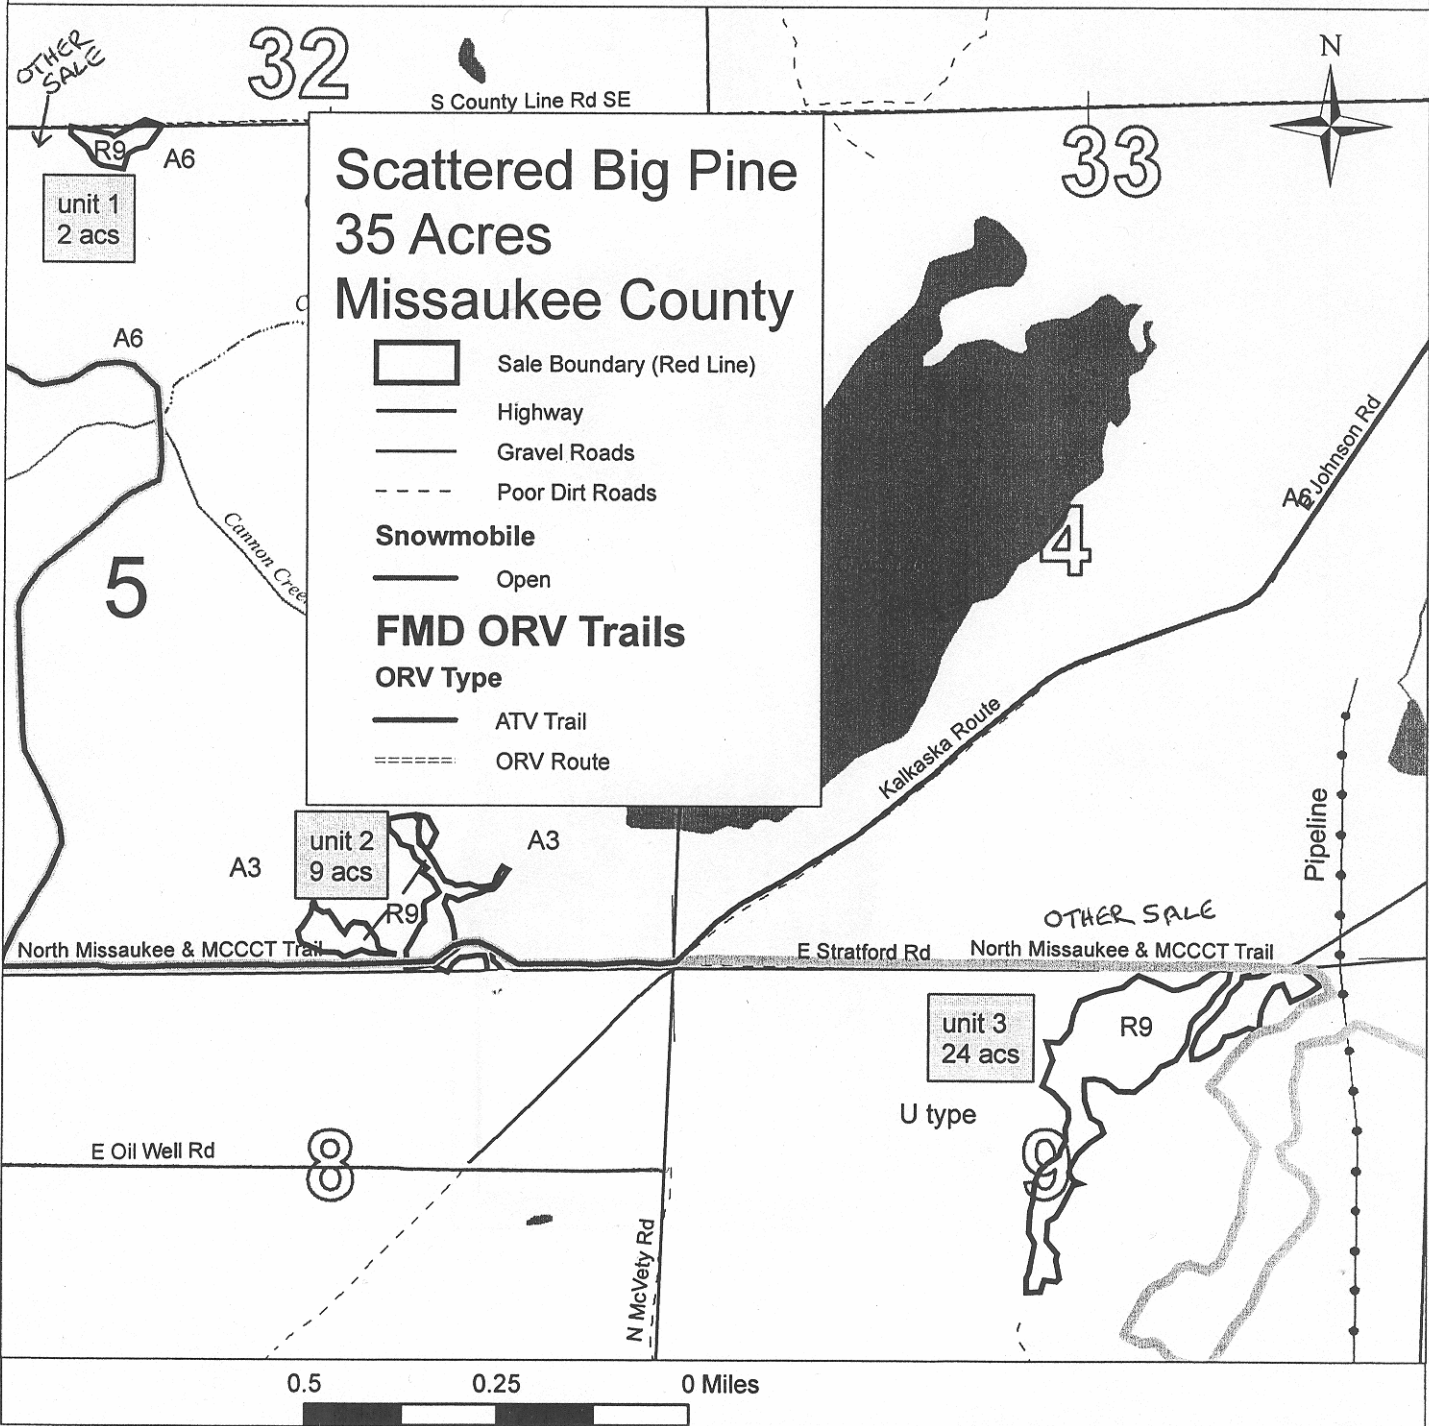 OTHER
SALE
32
S County Line Rd SE
N
33
R9
A6
unit 1
2 acs
Scattered Big Pine
35 Acres
Missaukee County
Sale Boundary (Red Line)
Highway
Gravel Roads
Poor Dirt Roads
Snowmobile
Open
FMD ORV Trails
ORV Type
ATV Trail
ORV Route
A6
5
4
A6
E Johnson Rd
Kalkaska Route
Pipeline
unit 2
9 acs
A3
A3
R9
OTHER SALE
North Missaukee & MCCCT Trail
E Stratford Rd
North Missaukee & MCCCT Trail
unit 3
24 acs
R9
U type
E Oil Well Rd
8
9
N McVety Rd
0.5 0.25 0 Miles